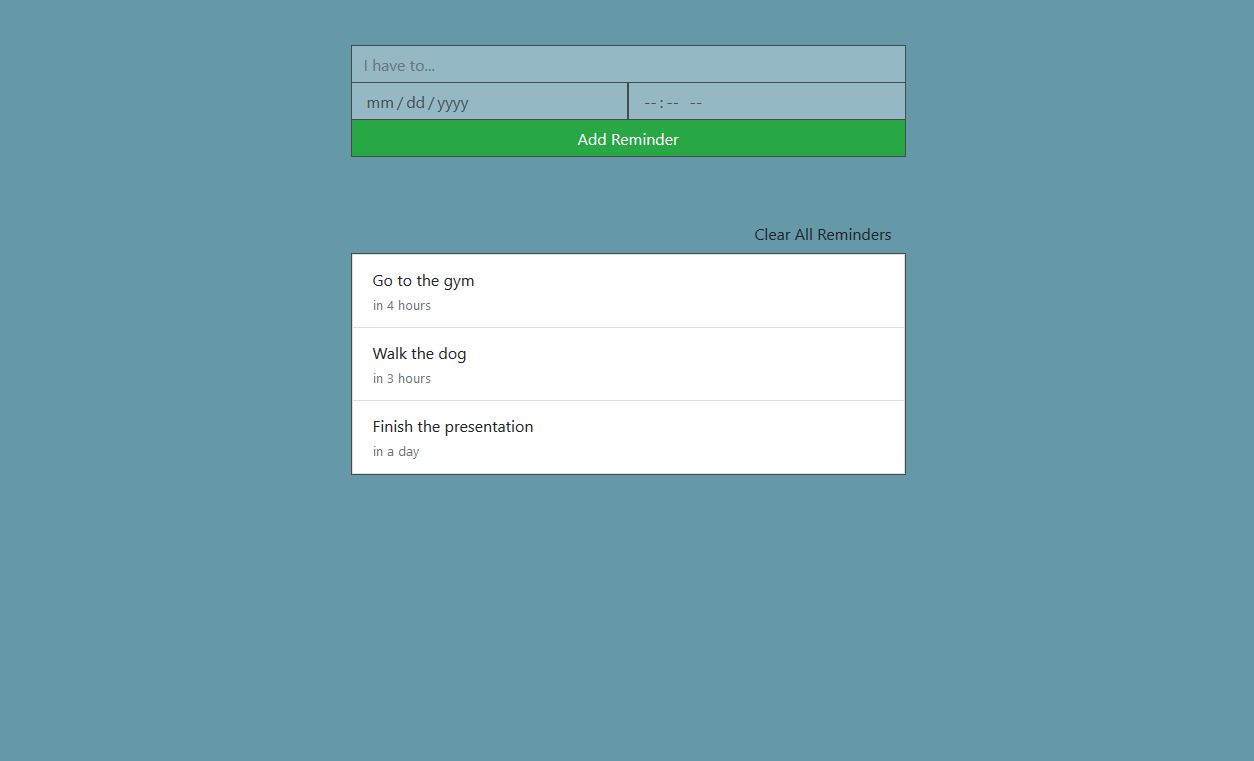 I have to...
mm/dd/yyyy --:-- --
Add Reminder
Clear All Reminders
Go to the gym
in 4 hours
Walk the dog
in 3 hours
Finish the presentation
in a day